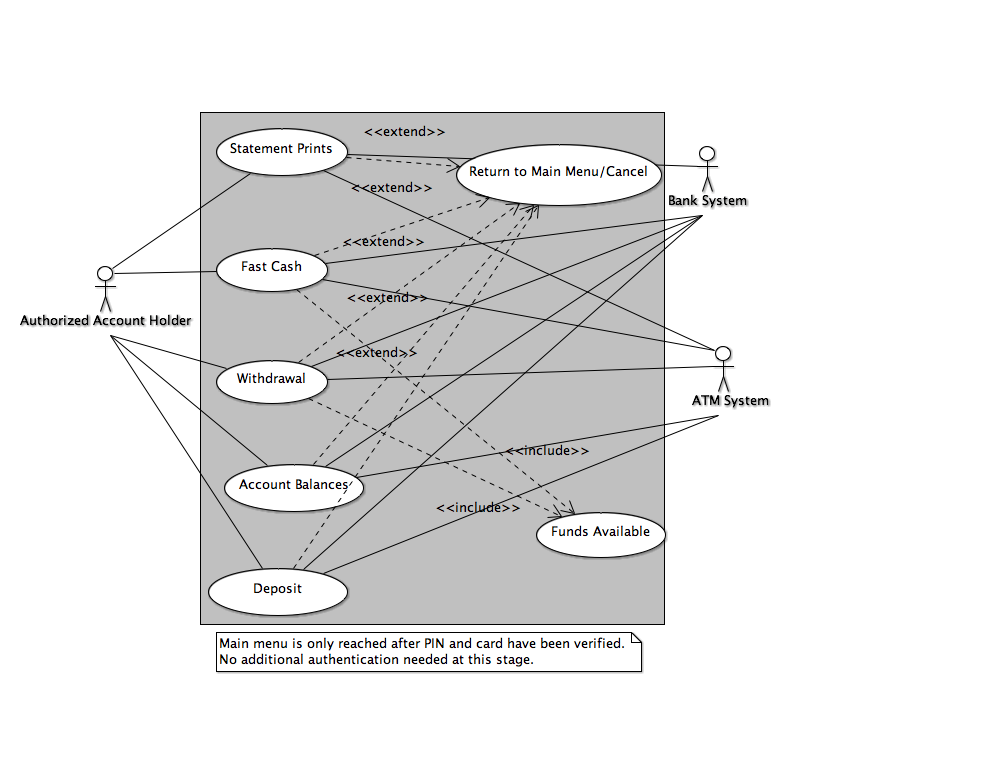 <<extend>>
Statement Prints
Return to Main Menu/Cancel
<<extend>>
Bank System
<<extend>>
Fast Cash
<<extend>>
Authorized Account Holder
<<extend>>
Withdrawal
ATM System
<<include>>
Account Balances
<<include>>
Funds Available
Deposit
Main menu is only reached after PIN and card have been verified.
No additional authentication needed at this stage.